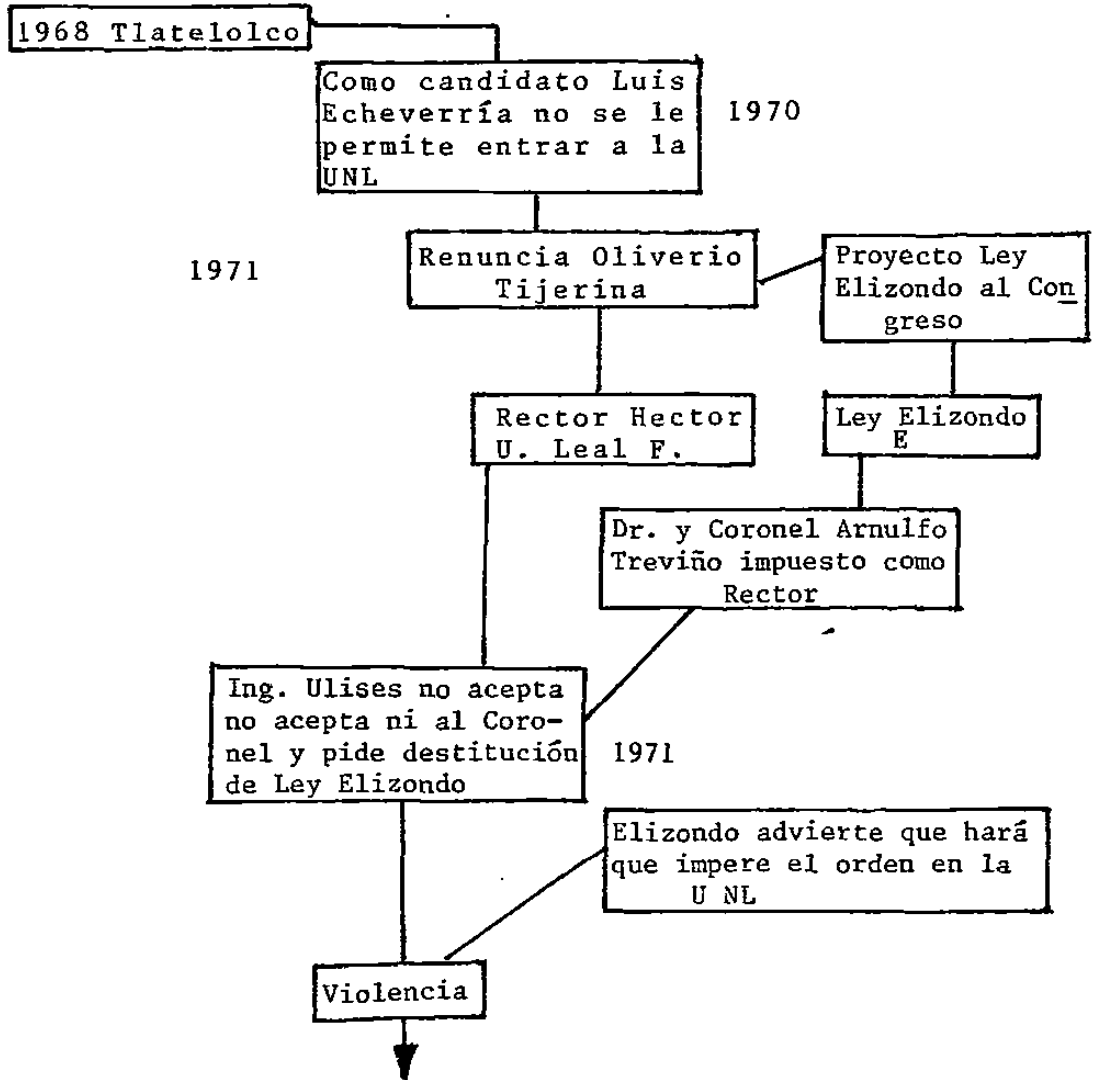 1968 Tlatelolco
Como candidato Luis
Echeverría no se le
permite entrar a la
UNL
1970
1971
Renuncia Oliverio
Tijerina
Proyecto Ley
Elizondo al Con
greso
Rector Hector
U. Leal F.
Ley Elizondo
E
Dr. y Coronel Arnulfo
Treviño impuesto como
Rector
Ing. Ulises no acepta
no acepta ni al Coro-
nel y pide destitución
de Ley Elizondo
1971
Elizondo advierte que hará
que impere el orden en la
U NL
Violencia